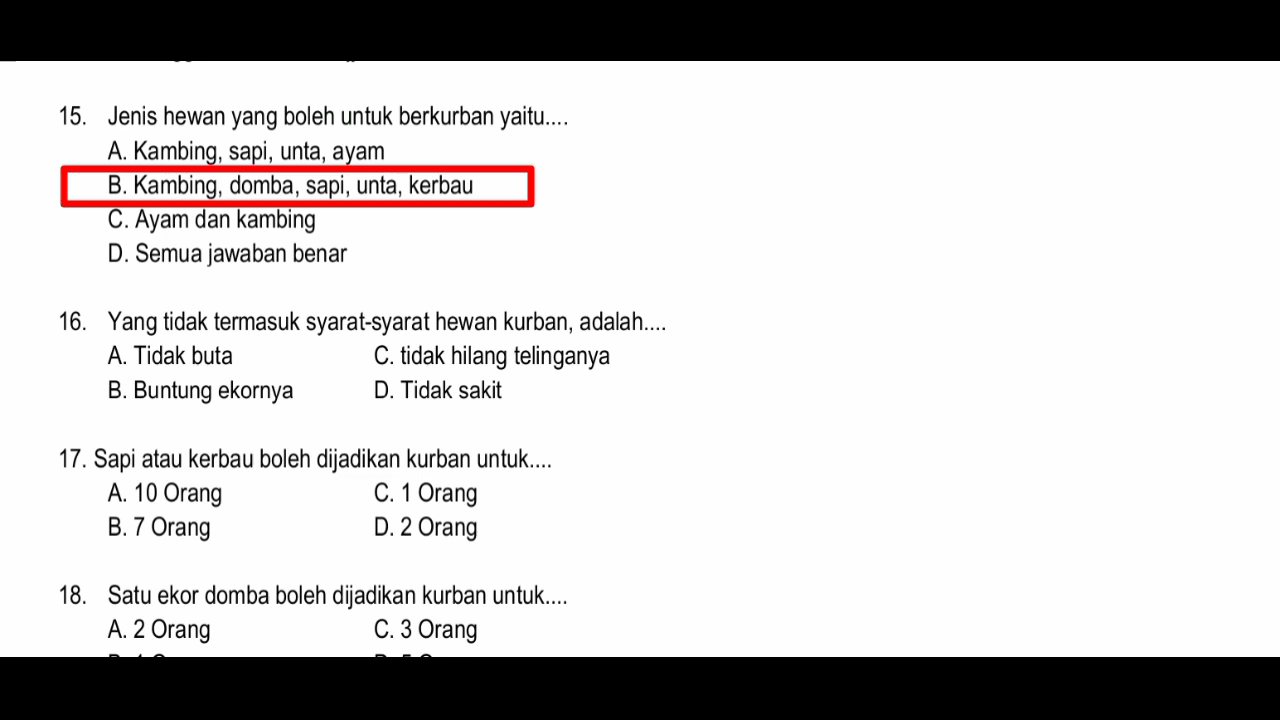 15. Jenis hewan yang boleh untuk berkurban yaitu....
A. Kambing, sapi, unta, ayam
B. Kambing, domba, sapi, unta, kerbau
C. Ayam dan kambing
D. Semua jawaban benar
16. Yang tidak termasuk syarat-syarat hewan kurban, adalah....
A. Tidak buta C. tidak hilang telinganya
B. Buntung ekornya D. Tidak sakit
17. Sapi atau kerbau boleh dijadikan kurban untuk....
A. 10 Orang C. 1 Orang
B. 7 Orang D. 2 Orang
18. Satu ekor domba boleh dijadikan kurban untuk....
A. 2 Orang C. 3 Orang